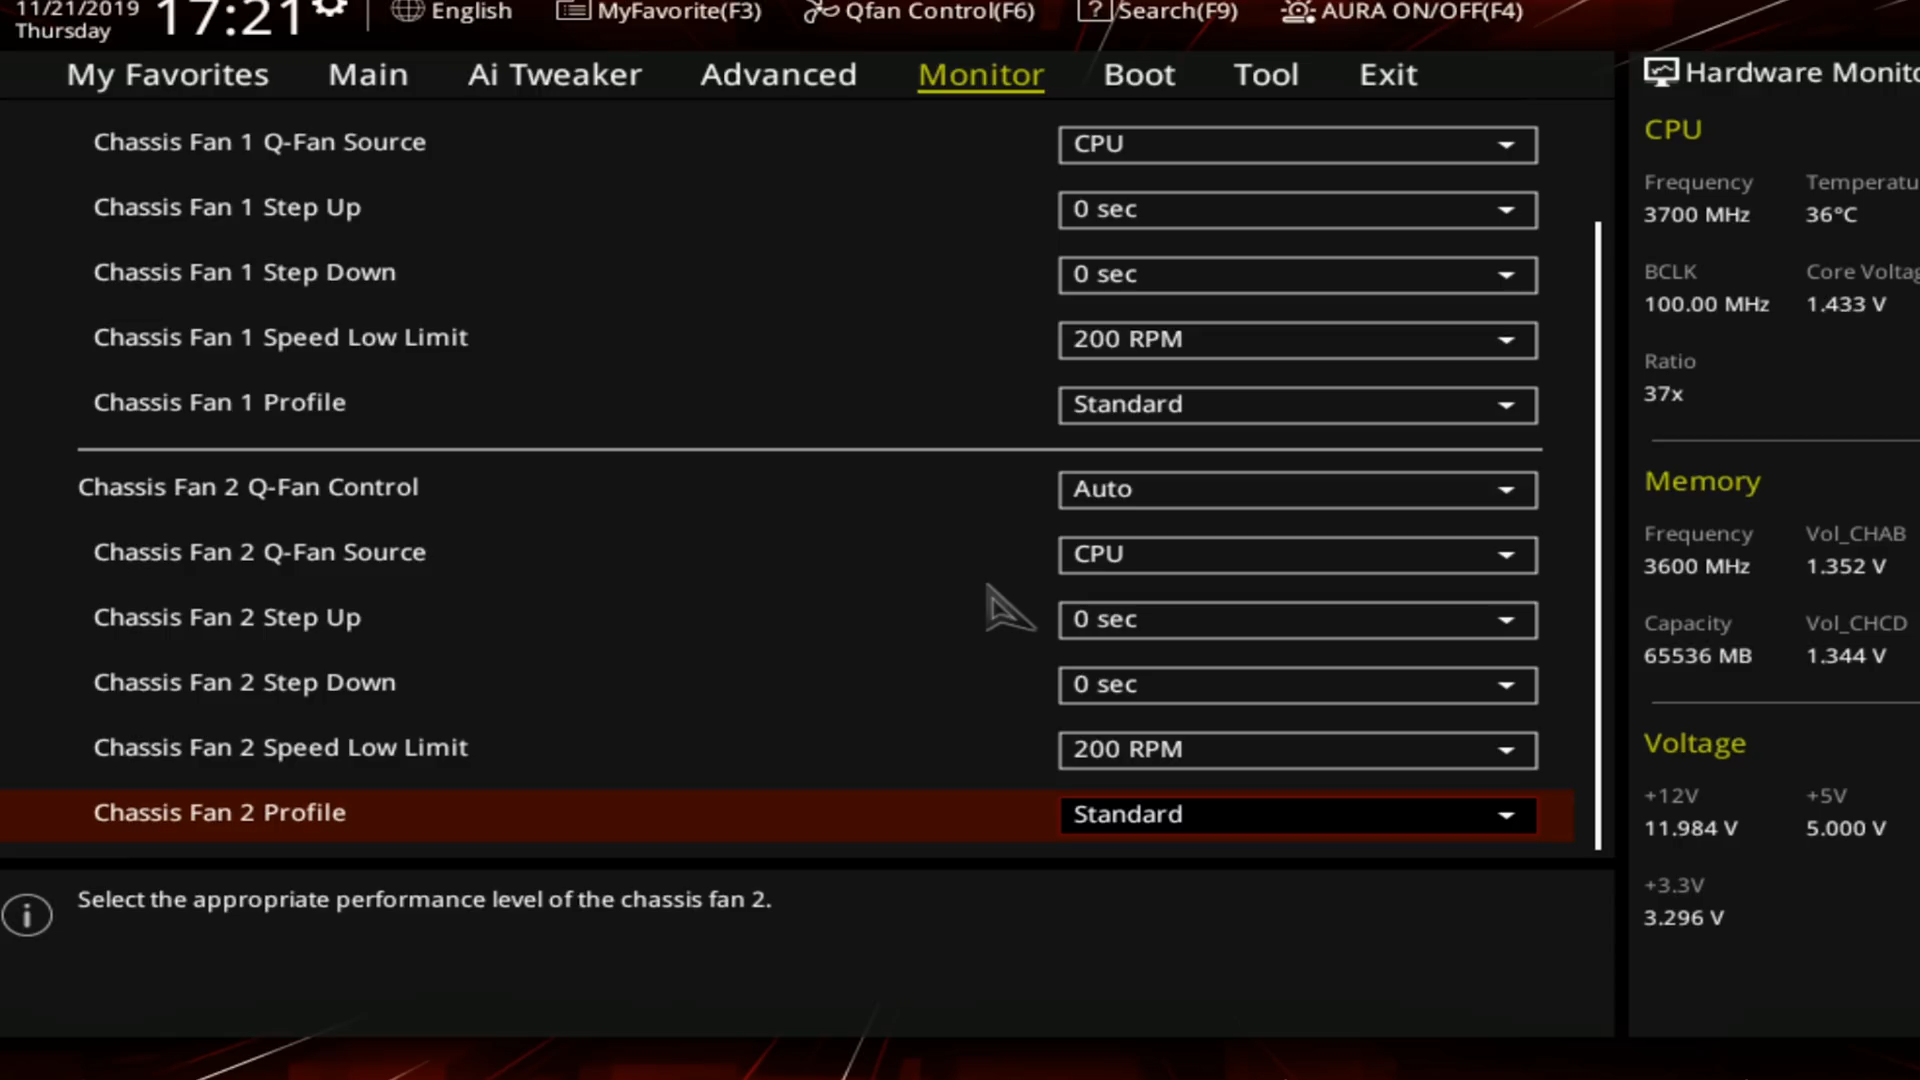 11/21/2019
Thursday
17:21
English
MyFavorite(F3)
Qfan Control(F6)
Search(F9)
AURA ON/OFF(F4)
My Favorites
Main
Ai Tweaker
Advanced
Monitor
Boot
Tool
Exit
Chassis Fan 1 Q-Fan Source
CPU
Chassis Fan 1 Step Up
0 sec
Chassis Fan 1 Step Down
0 sec
Chassis Fan 1 Speed Low Limit
200 RPM
Chassis Fan 1 Profile
Standard
Chassis Fan 2 Q-Fan Control
Auto
Chassis Fan 2 Q-Fan Source
CPU
Chassis Fan 2 Step Up
0 sec
Chassis Fan 2 Step Down
0 sec
Chassis Fan 2 Speed Low Limit
200 RPM
Chassis Fan 2 Profile
Standard
Select the appropriate performance level of the chassis fan 2.
Hardware Monito
CPU
Frequency Temperatu
3700 MHz 36°C
BCLK Core Voltag
100.00 MHz 1.433 V
Ratio
37x
Memory
Frequency Vol_CHAB
3600 MHz 1.352 V
Capacity Vol_CHCD
65536 MB 1.344 V
Voltage
+12V +5V
11.984 V 5.000 V
+3.3V
3.296 V